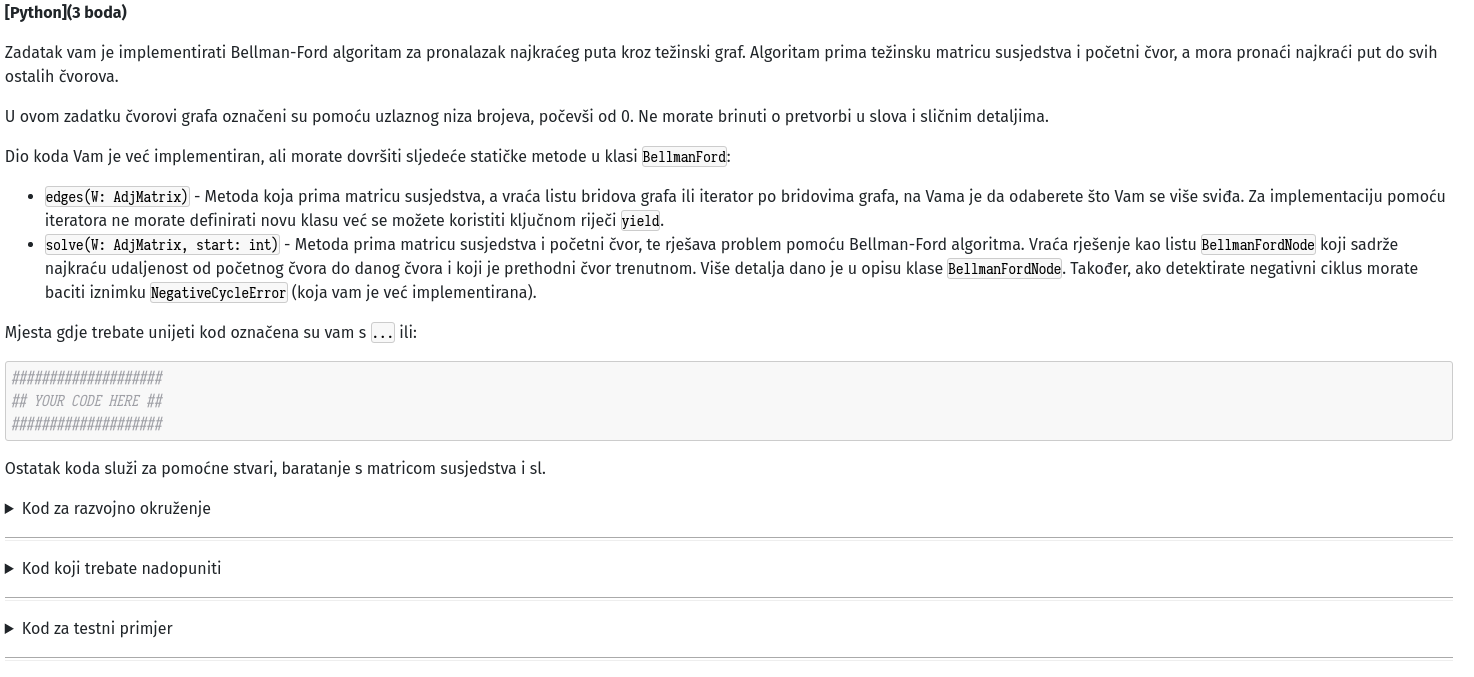 [Python](3 boda)
Zadatak vam je implementirati Bellman-Ford algoritam za pronalazak najkraćeg puta kroz težinski graf. Algoritam prima težinsku matricu susjedstva i početni čvor, a mora pronaći najkraći put do svih
ostalih čvorova.
U ovom zadatku čvorovi grafa označeni su pomoću uzlaznog niza brojeva, počevši od 0. Ne morate brinuti o pretvorbi u slova i sličnim detaljima.
Dio koda Vam je već implementiran, ali morate dovršiti sljedeće statičke metode u klasi BellmanFord:
• edges(W: AdjMatrix) - Metoda koja prima matricu susjedstva, a vraća listu bridova grafa ili iterator po bridovima grafa, na Vama je da odaberete što Vam se više sviđa. Za implementaciju pomoću
iteratora ne morate definirati novu klasu već se možete koristiti ključnom riječi yield.
• solve(W: AdjMatrix, start: int) - Metoda prima matricu susjedstva i početni čvor, te rješava problem pomoću Bellman-Ford algoritma. Vraća rješenje kao listu BellmanFordNode koji sadrže
najkraću udaljenost od početnog čvora do danog čvora i koji je prethodni čvor trenutnom. Više detalja dano je u opisu klase BellmanFordNode. Također, ako detektirate negativni ciklus morate
baciti iznimku NegativeCycleError (koja vam je već implementirana).
Mjesta gdje trebate unijeti kod označena su vam s ... ili:
####################
## YOUR CODE HERE ##
####################
Ostatak koda služi za pomoćne stvari, baratanje s matricom susjedstva i sl.
▶ Kod za razvojno okruženje
▶ Kod koji trebate nadopuniti
▶ Kod za testni primjer